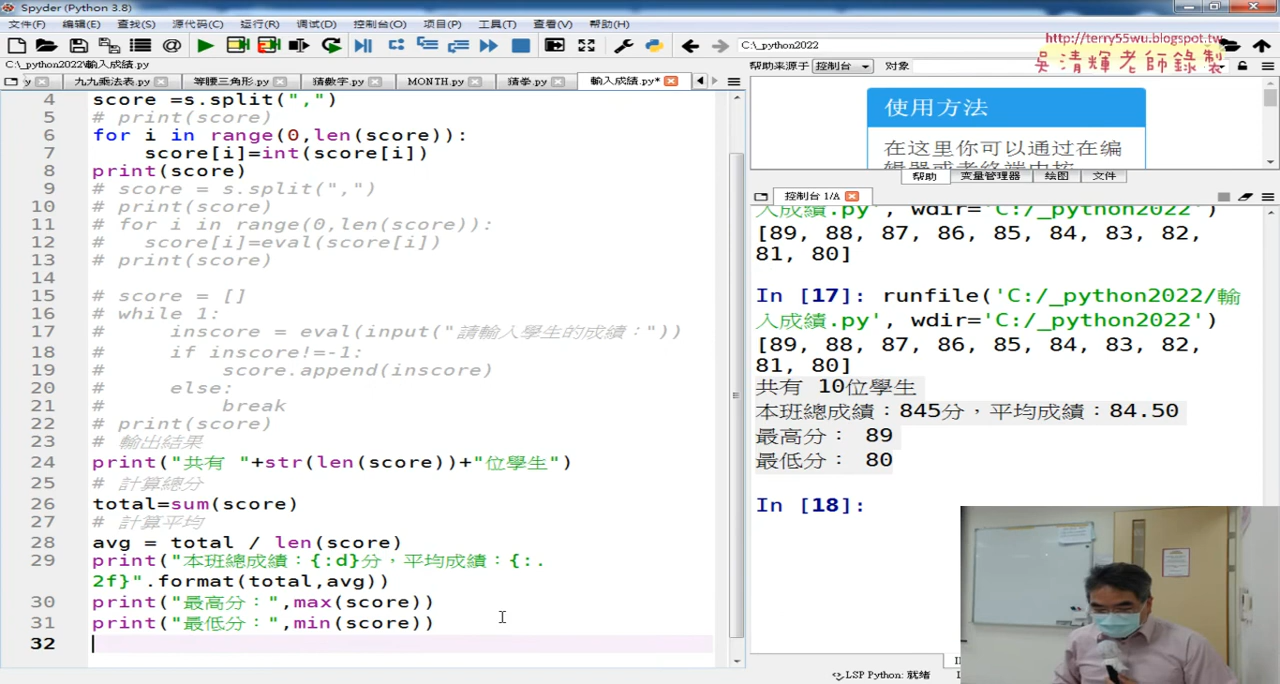 Spyder (Python 3.8)
文件(F) 编辑(E) 查找(S) 源代码(C) 运行(R) 调试(D) 控制台(O) 项目(P) 工具(T) 查看(V) 帮助(H)
C:\_python2022
http://terry55wu.blogspot.tw
吳清輝老師錄製
C:\_python2022\輸入成績.py
y 九九乘法表.py 等腰三角形.py 猜數字.py MONTH.py 猜拳.py 輸入成績.py*
4 score =s.split(",")
5 # print(score)
6 for i in range(0,len(score)):
7 score[i]=int(score[i])
8 print(score)
9 # score = s.split(",")
10 # print(score)
11 # for i in range(0,len(score)):
12 # score[i]=eval(score[i])
13 # print(score)
14
15 # score = []
16 # while 1:
17 # inscore = eval(input("請輸入學生的成績："))
18 # if inscore!=-1:
19 # score.append(inscore)
20 # else:
21 # break
22 # print(score)
23 # 輸出結果
24 print("共有 "+str(len(score))+"位學生")
25 # 計算總分
26 total=sum(score)
27 # 計算平均
28 avg = total / len(score)
29 print("本班總成績：{:d}分，平均成績：{:.
2f}".format(total,avg))
30 print("最高分：",max(score))
31 print("最低分：",min(score))
32
帮助来源于 控制台 对象
使用方法
在这里你可以通过在编
辑器或者终端中按
帮助 变量管理器 绘图 文件
控制台 1/A
入成績.py', wdir='C:/_python2022')
[89, 88, 87, 86, 85, 84, 83, 82,
81, 80]
In [17]: runfile('C:/_python2022/輸
入成績.py', wdir='C:/_python2022')
[89, 88, 87, 86, 85, 84, 83, 82,
81, 80]
共有 10位學生
本班總成績：845分，平均成績：84.50
最高分： 89
最低分： 80
In [18]:
LSP Python: 就绪